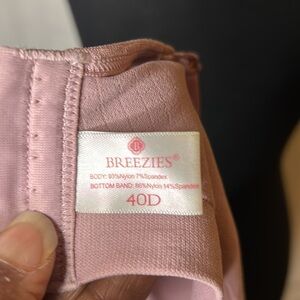 B
BREEZIES®
BODY: 93%Nylon 7%Spandex
BOTTOM BAND: 86%Nylon 14%Spandex
40D